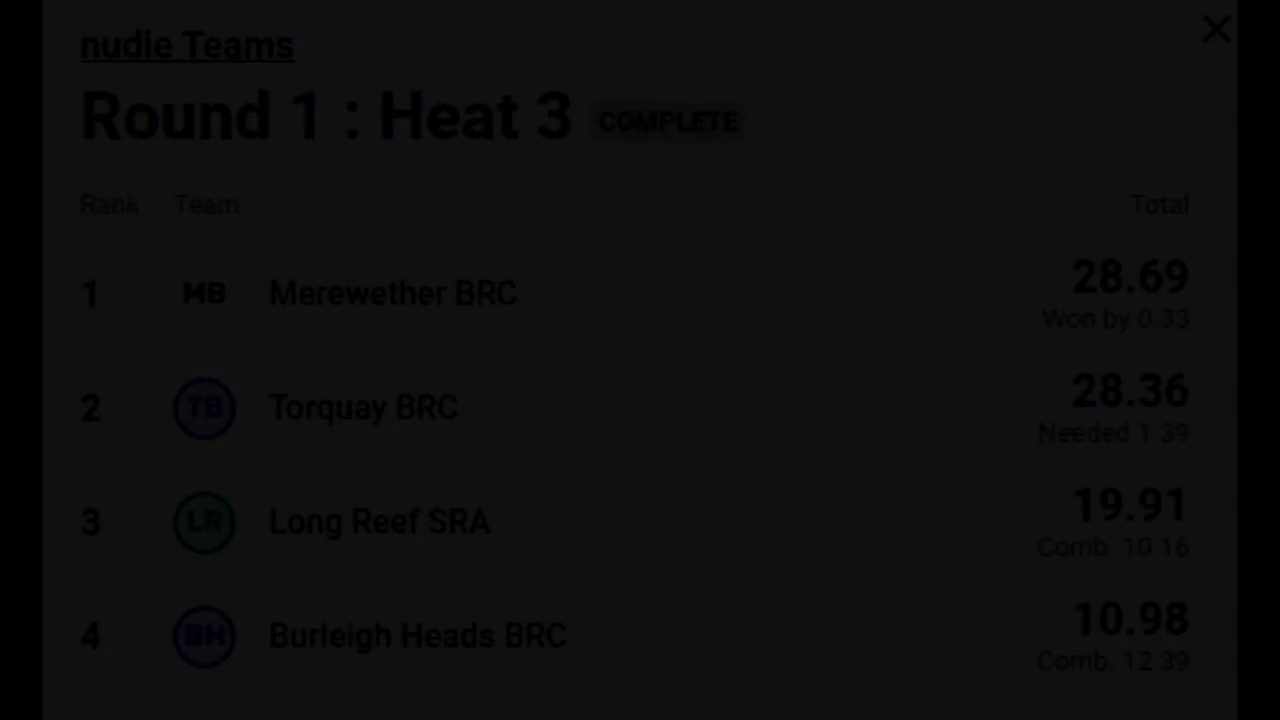 nudie Teams
Round 1 : Heat 3 COMPLETE
Rank Team Total
1 MB Merewether BRC 28.69
Won by 0.33
2 TB Torquay BRC 28.36
Needed 1.39
3 LR Long Reef SRA 19.91
Comb. 10.16
4 BH Burleigh Heads BRC 10.98
Comb. 12.39